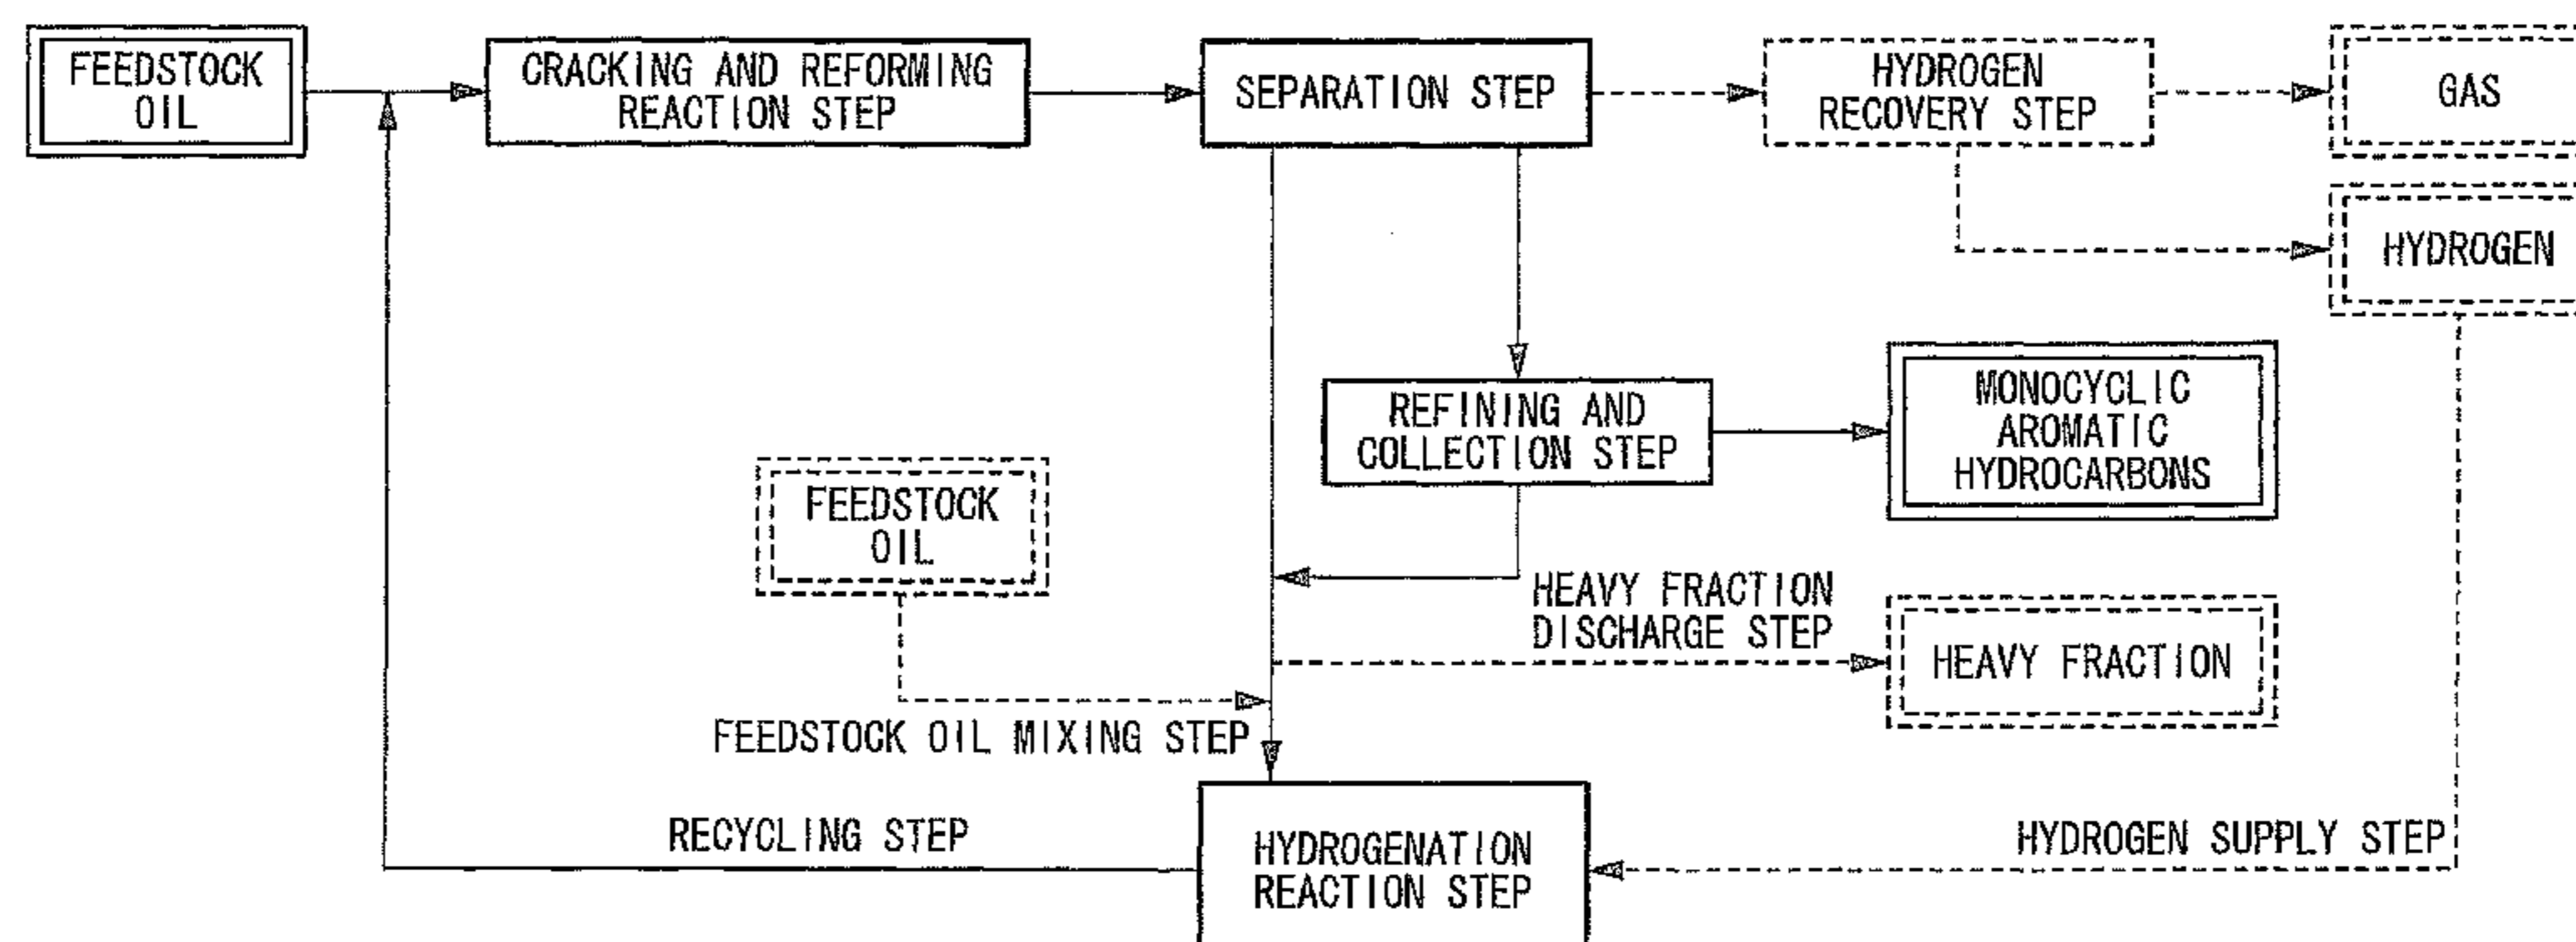 FEEDSTOCK
OIL
CRACKING AND REFORMING
REACTION STEP
SEPARATION STEP
HYDROGEN
RECOVERY STEP
GAS
HYDROGEN
REFINING AND
COLLECTION STEP
MONOCYCLIC
AROMATIC
HYDROCARBONS
FEEDSTOCK
OIL
HEAVY FRACTION
DISCHARGE STEP
HEAVY FRACTION
FEEDSTOCK OIL MIXING STEP
RECYCLING STEP
HYDROGENATION
REACTION STEP
HYDROGEN SUPPLY STEP